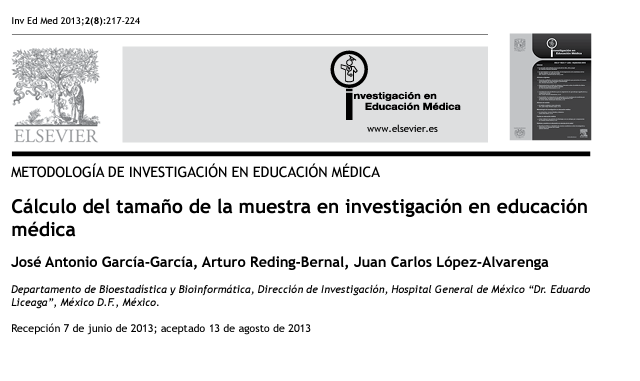 Inv Ed Med 2013;2(8):217-224
ELSEVIER
Investigación en
Educación Médica
www.elsevier.es
METODOLOGÍA DE INVESTIGACIÓN EN EDUCACIÓN MÉDICA
Cálculo del tamaño de la muestra en investigación en educación
médica
José Antonio García-García, Arturo Reding-Bernal, Juan Carlos López-Alvarenga
Departamento de Bioestadística y Bioinformática, Dirección de Investigación, Hospital General de México “Dr. Eduardo
Liceaga”, México D.F., México.
Recepción 7 de junio de 2013; aceptado 13 de agosto de 2013